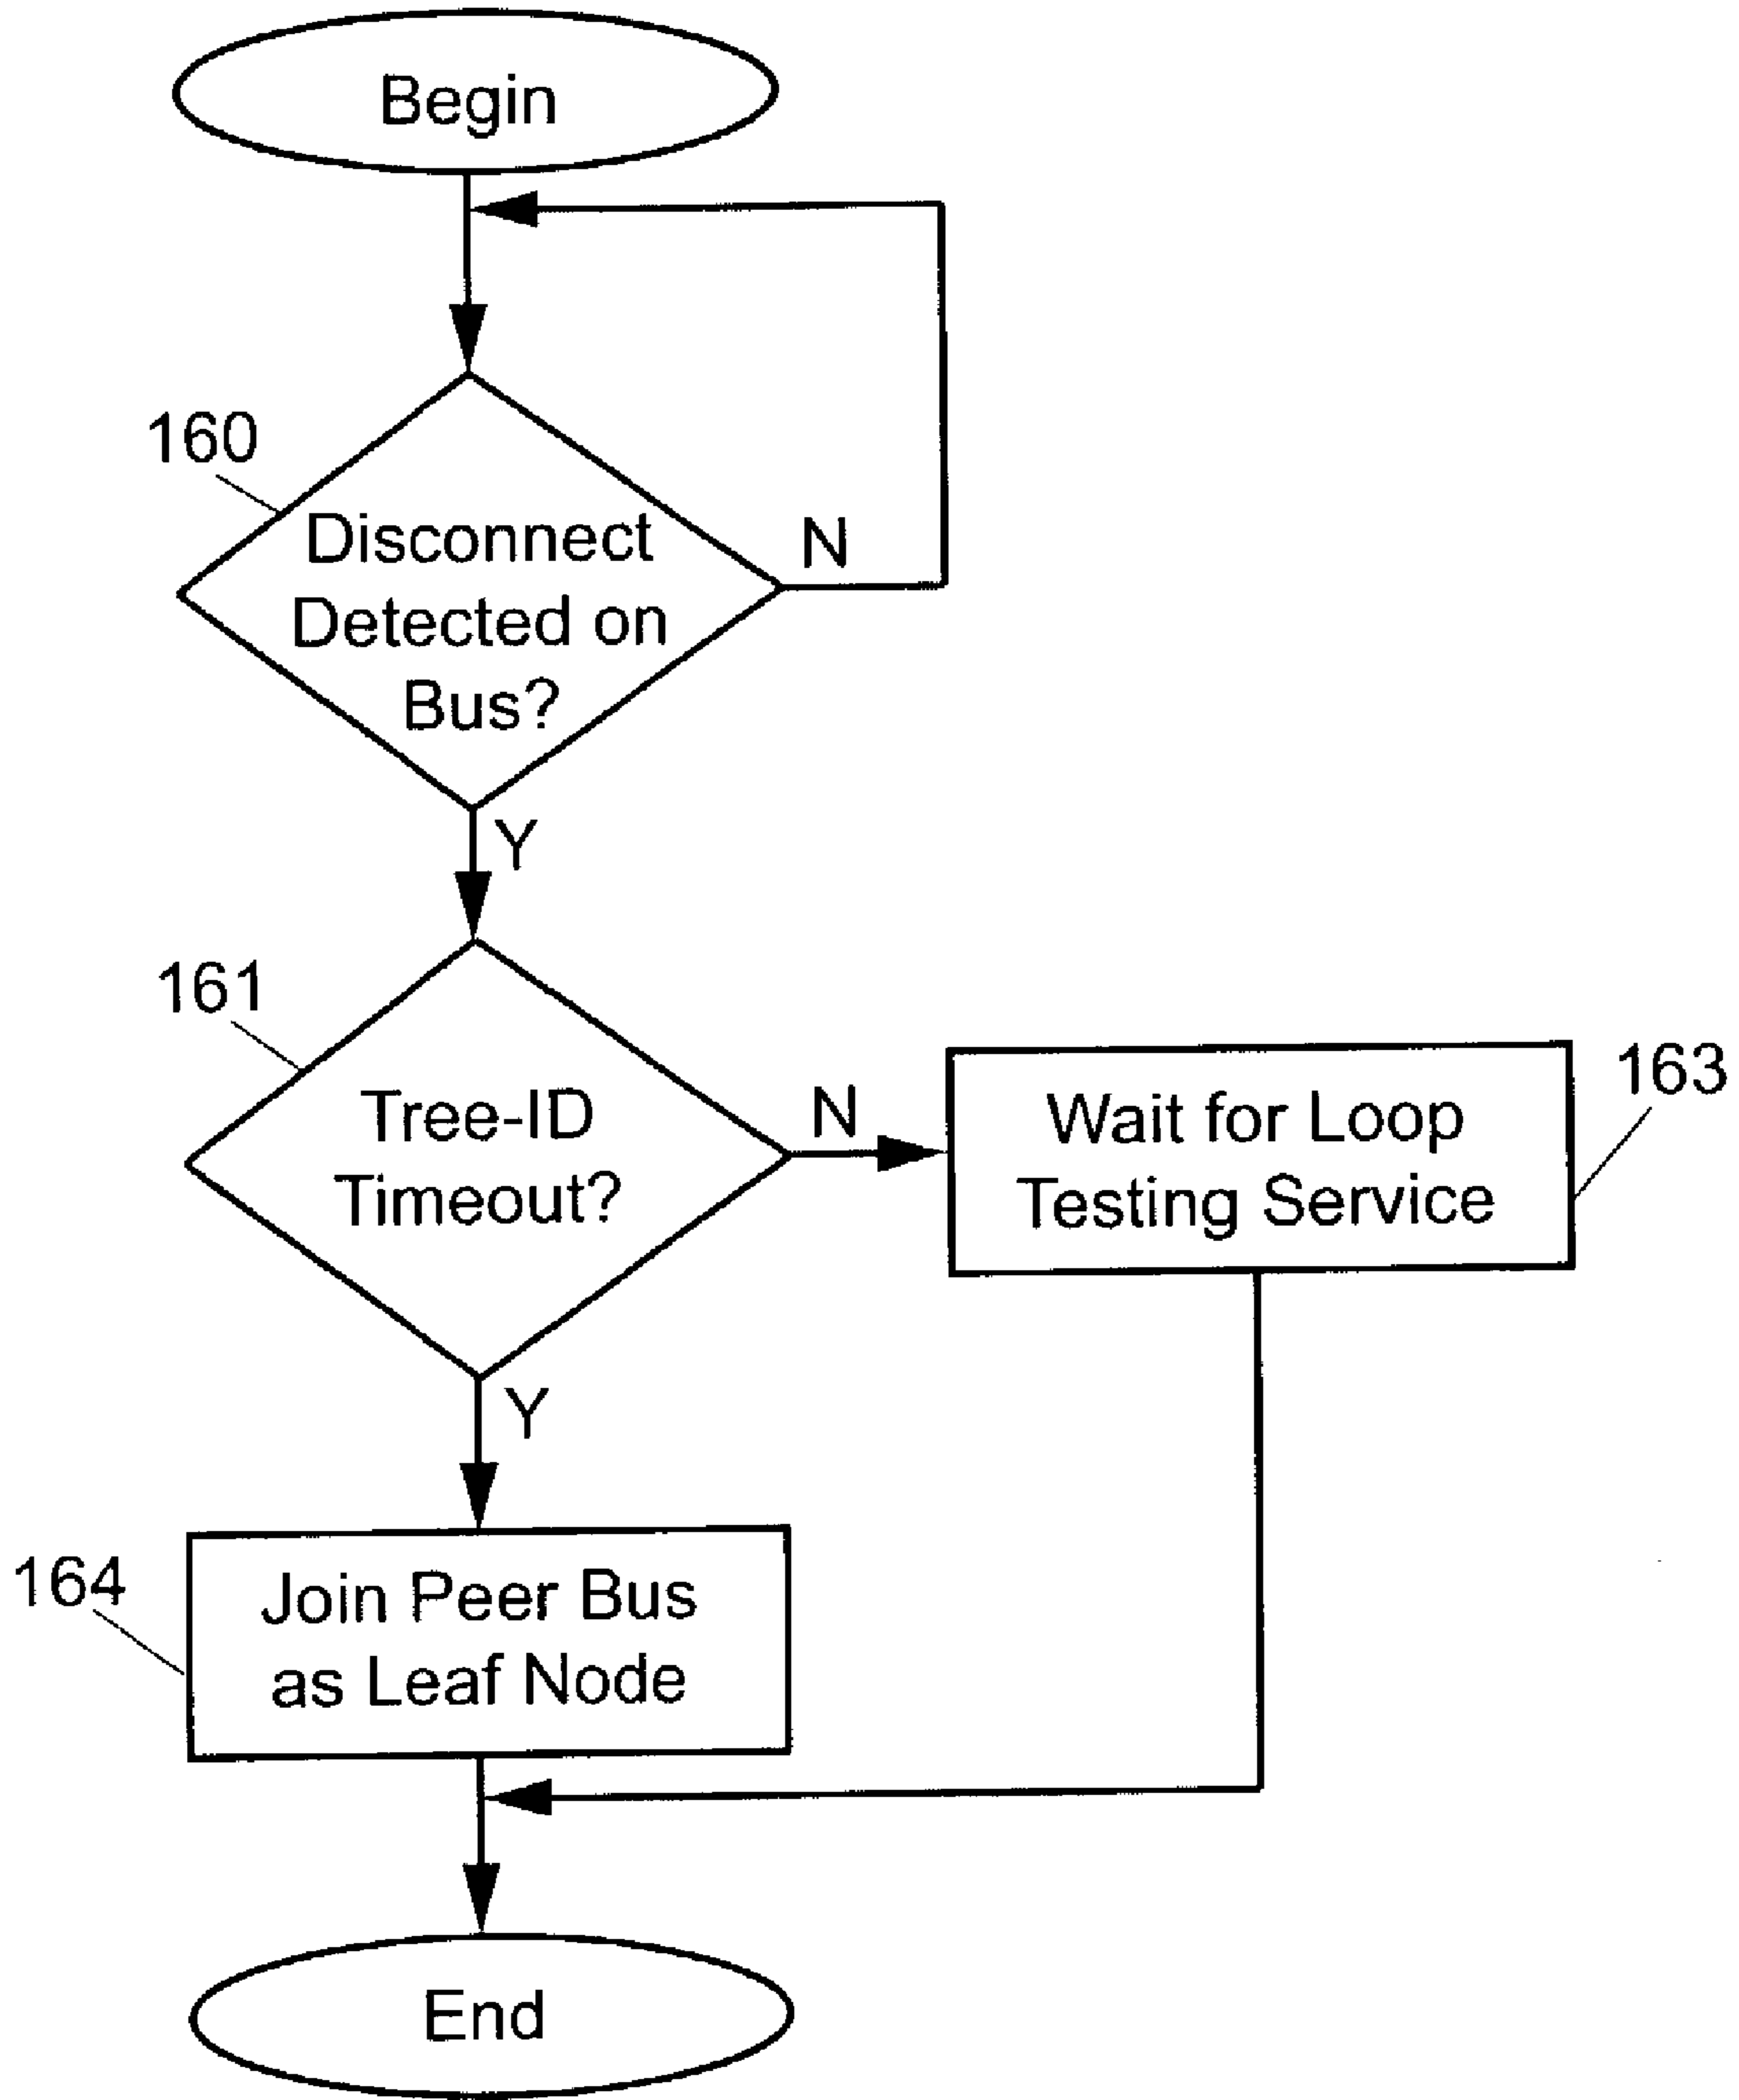 Begin
160
Disconnect
Detected on
Bus?
N
Y
161
Tree-ID
Timeout?
N
163
Wait for Loop
Testing Service
Y
164
Join Peer Bus
as Leaf Node
End